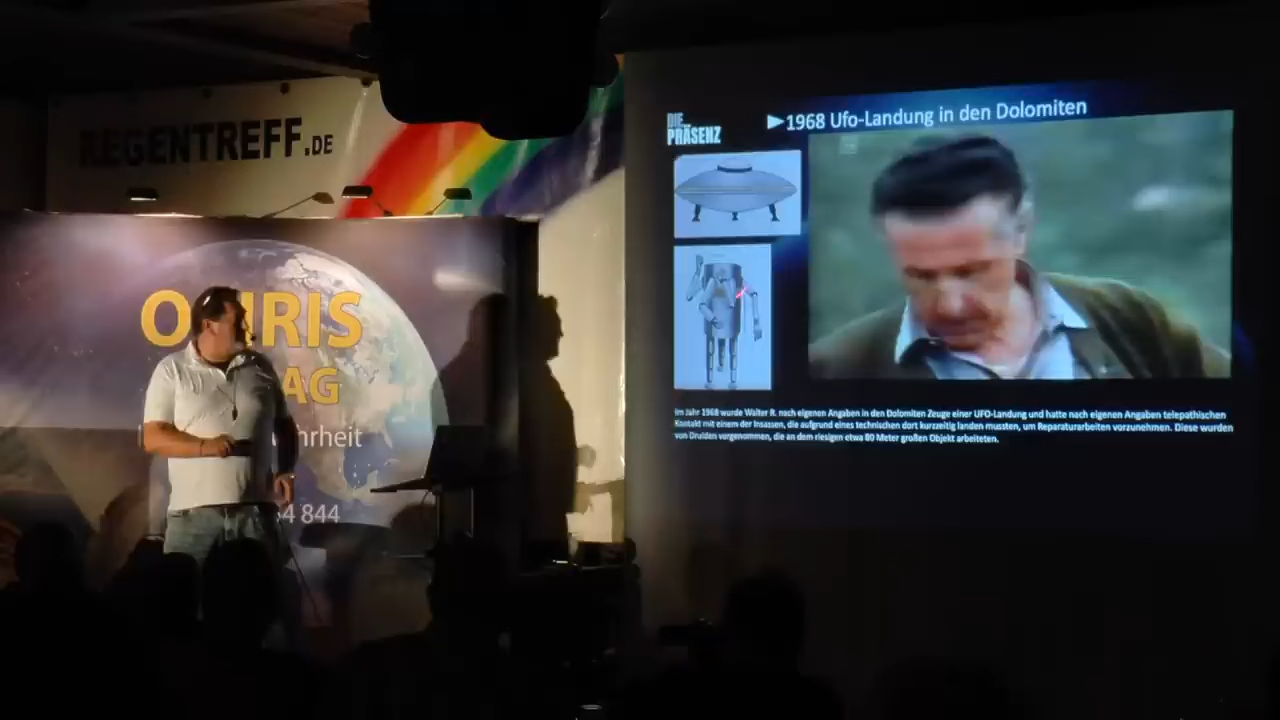 REGENTREFF.DE
DIE...
PRÄSENZ
►1968 Ufo-Landung in den Dolomiten
O IRIS
AG
hrheit
4 844
Im Jahr 1968 wurde Walter R. nach eigenen Angaben in den Dolomiten Zeuge einer UFO-Landung und hatte nach eigenen Angaben telepathischen
Kontakt mit einem der Insassen, die aufgrund eines technischen dort kurzzeitig landen mussten, um Reparaturarbeiten vorzunehmen. Diese wurden
von Druiden vorgenommen, die an dem riesigen etwa 80 Meter großen Objekt arbeiteten.